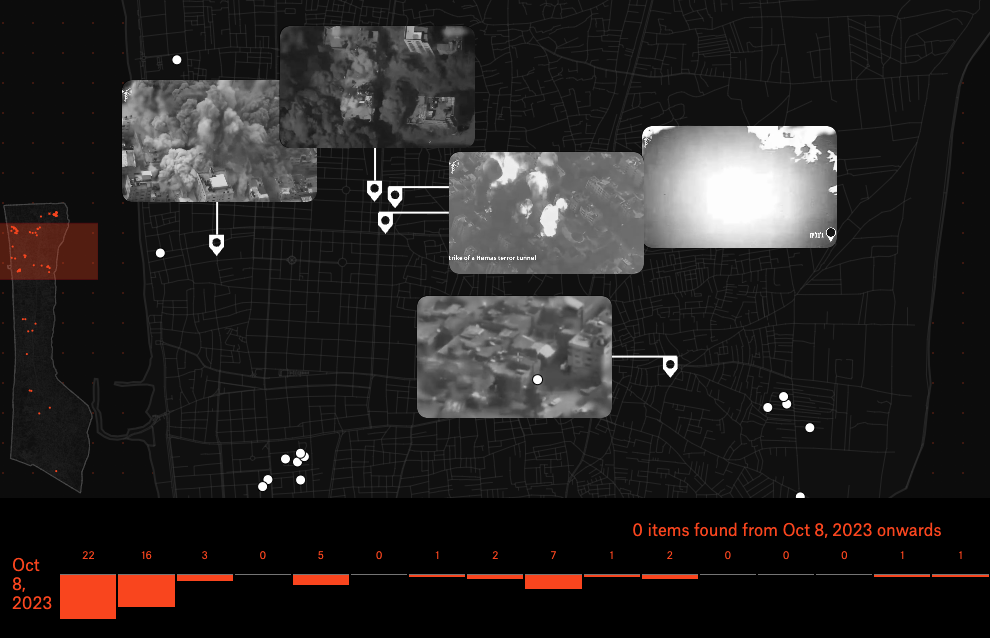 trike of a Hamas terror tunnel
0 items found from Oct 8, 2023 onwards
22 16 3 0 5 0 1 2 7 1 2 0 0 0 1 1
Oct
8,
2023